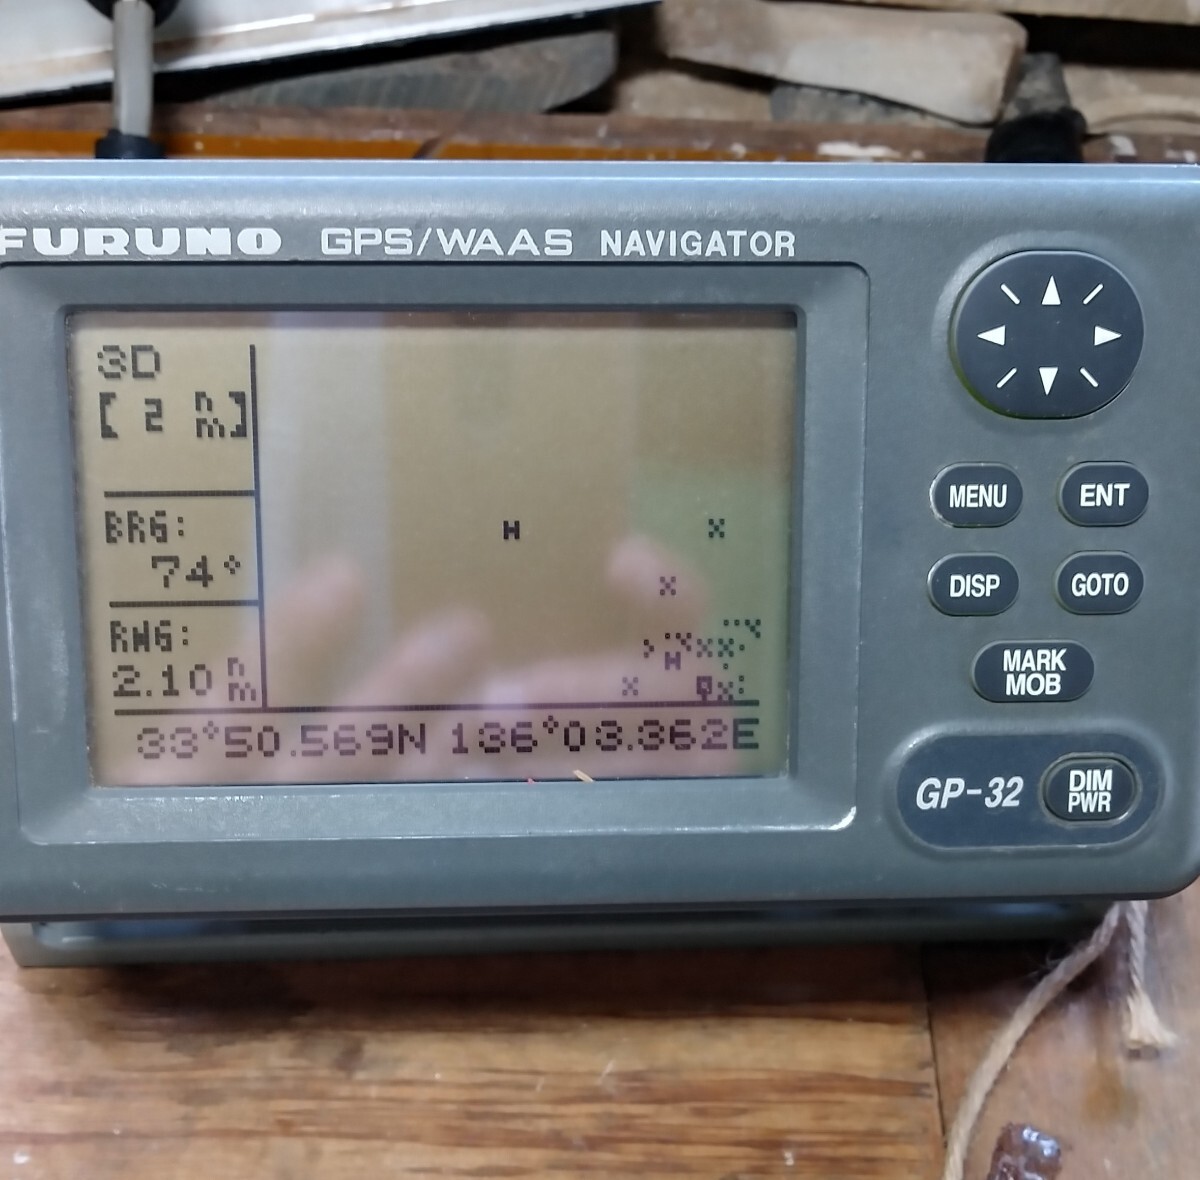 FURUNO GPS/WAAS NAVIGATOR
3D
[ 2 nm]
BRG:
74°
RNG:
2.10 nm
33°50.569N 136°03.362E
MENU
ENT
DISP
GOTO
MARK
MOB
GP-32
DIM
PWR